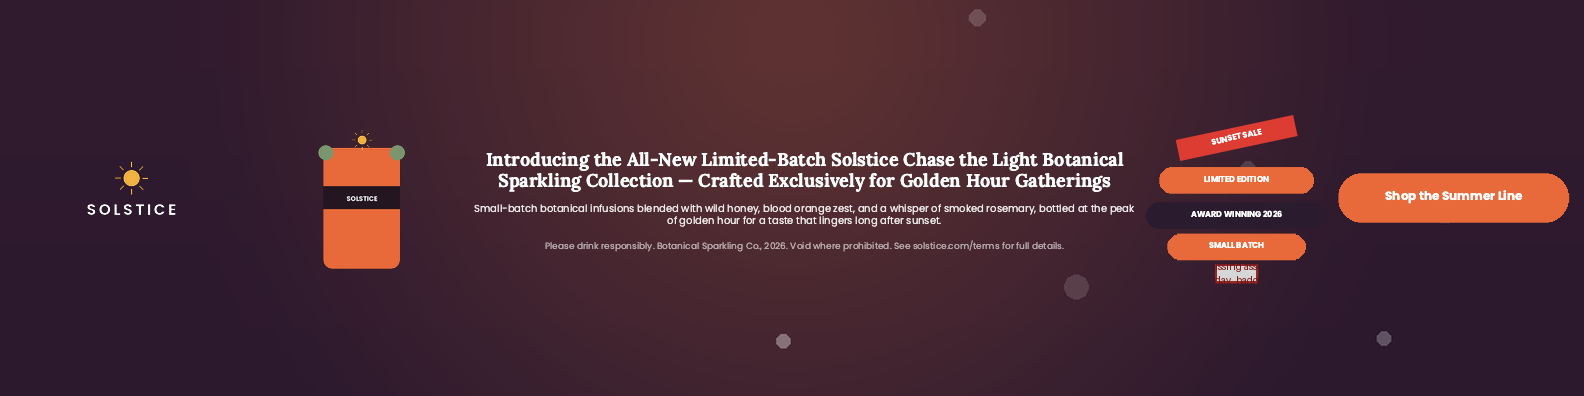 SOLSTICE
SOLSTICE
Introducing the All-New Limited-Batch Solstice Chase the Light Botanical
Sparkling Collection — Crafted Exclusively for Golden Hour Gatherings
Small-batch botanical infusions blended with wild honey, blood orange zest, and a whisper of smoked rosemary, bottled at the peak
of golden hour for a taste that lingers long after sunset.
Please drink responsibly. Botanical Sparkling Co., 2026. Void where prohibited. See solstice.com/terms for full details.
SUNSET SALE
LIMITED EDITION
AWARD WINNING 2026
SMALL BATCH
Shop the Summer Line